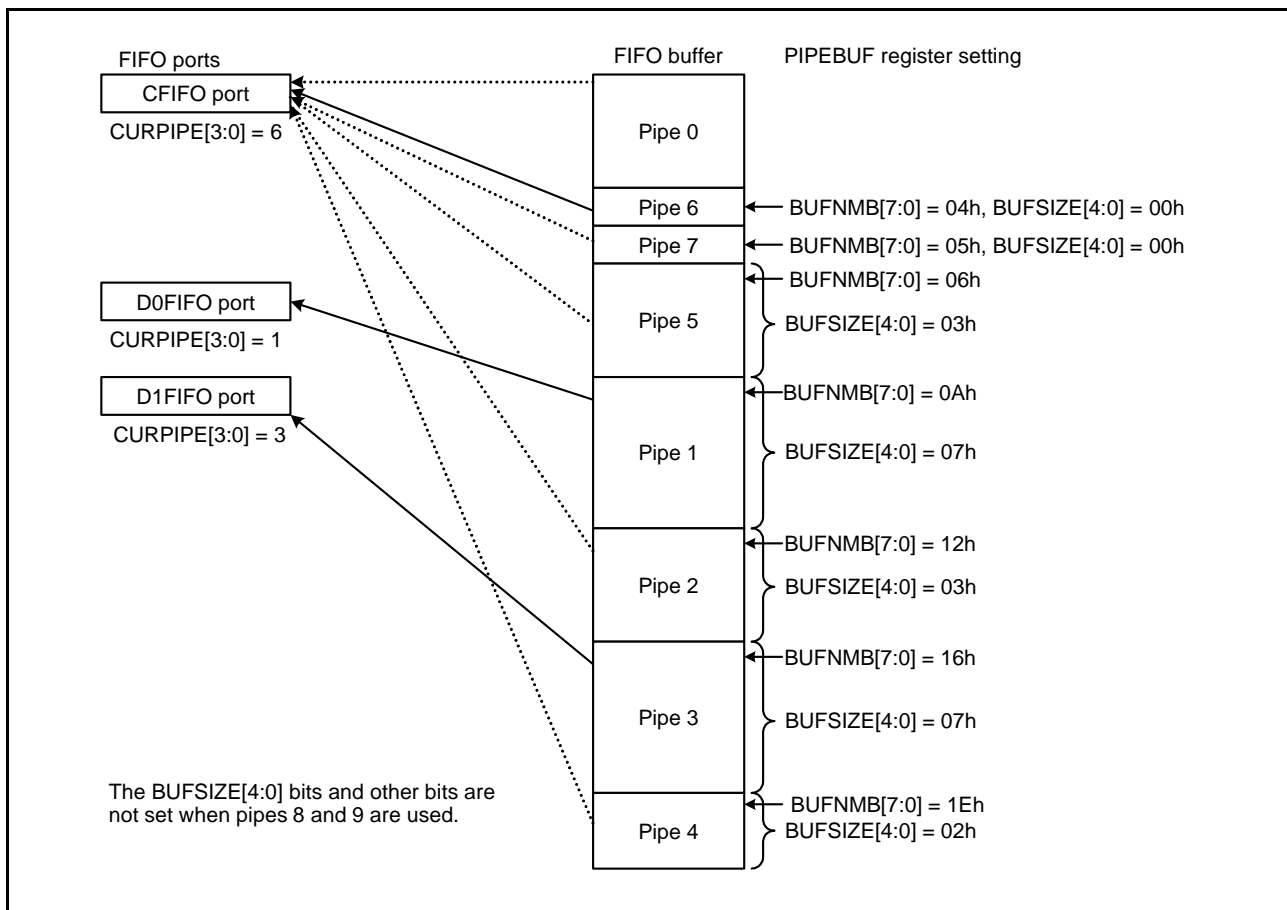 FIFO ports
FIFO buffer
PIPEBUF register setting
CFIFO port
CURPIPE[3:0] = 6
Pipe 0
Pipe 6
BUFNMB[7:0] = 04h, BUFSIZE[4:0] = 00h
Pipe 7
BUFNMB[7:0] = 05h, BUFSIZE[4:0] = 00h
BUFNMB[7:0] = 06h
D0FIFO port
CURPIPE[3:0] = 1
Pipe 5
BUFSIZE[4:0] = 03h
D1FIFO port
CURPIPE[3:0] = 3
BUFNMB[7:0] = 0Ah
Pipe 1
BUFSIZE[4:0] = 07h
BUFNMB[7:0] = 12h
Pipe 2
BUFSIZE[4:0] = 03h
BUFNMB[7:0] = 16h
Pipe 3
BUFSIZE[4:0] = 07h
The BUFSIZE[4:0] bits and other bits are
not set when pipes 8 and 9 are used.
BUFNMB[7:0] = 1Eh
Pipe 4
BUFSIZE[4:0] = 02h